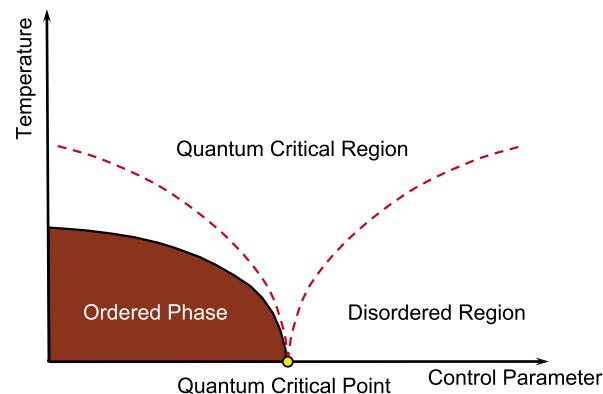 Temperature
Quantum Critical Region
Ordered Phase
Disordered Region
Quantum Critical Point
Control Parameter